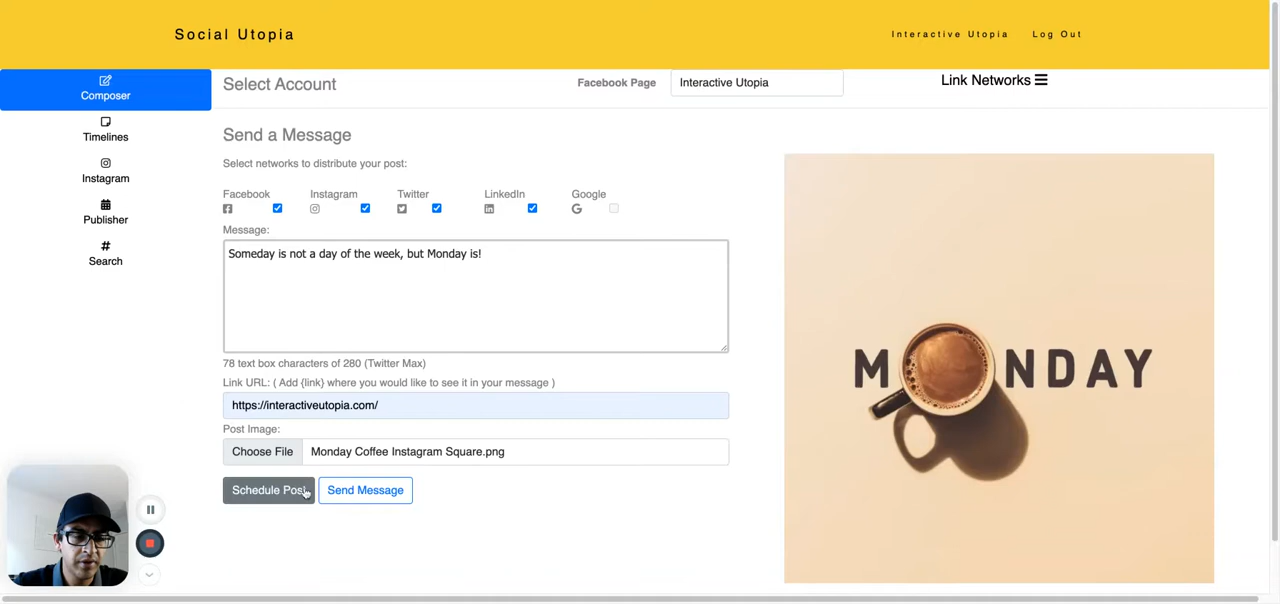 Social Utopia
Interactive Utopia
Log Out
Composer
Timelines
Instagram
Publisher
#
Search
Select Account
Facebook Page
Interactive Utopia
Link Networks
Send a Message
Select networks to distribute your post:
Facebook
Instagram
Twitter
LinkedIn
Google
Message:
Someday is not a day of the week, but Monday is!
78 text box characters of 280 (Twitter Max)
Link URL: ( Add {link} where you would like to see it in your message )
https://interactiveutopia.com/
Post Image:
Choose File
Monday Coffee Instagram Square.png
Schedule Post
Send Message
M NDAY